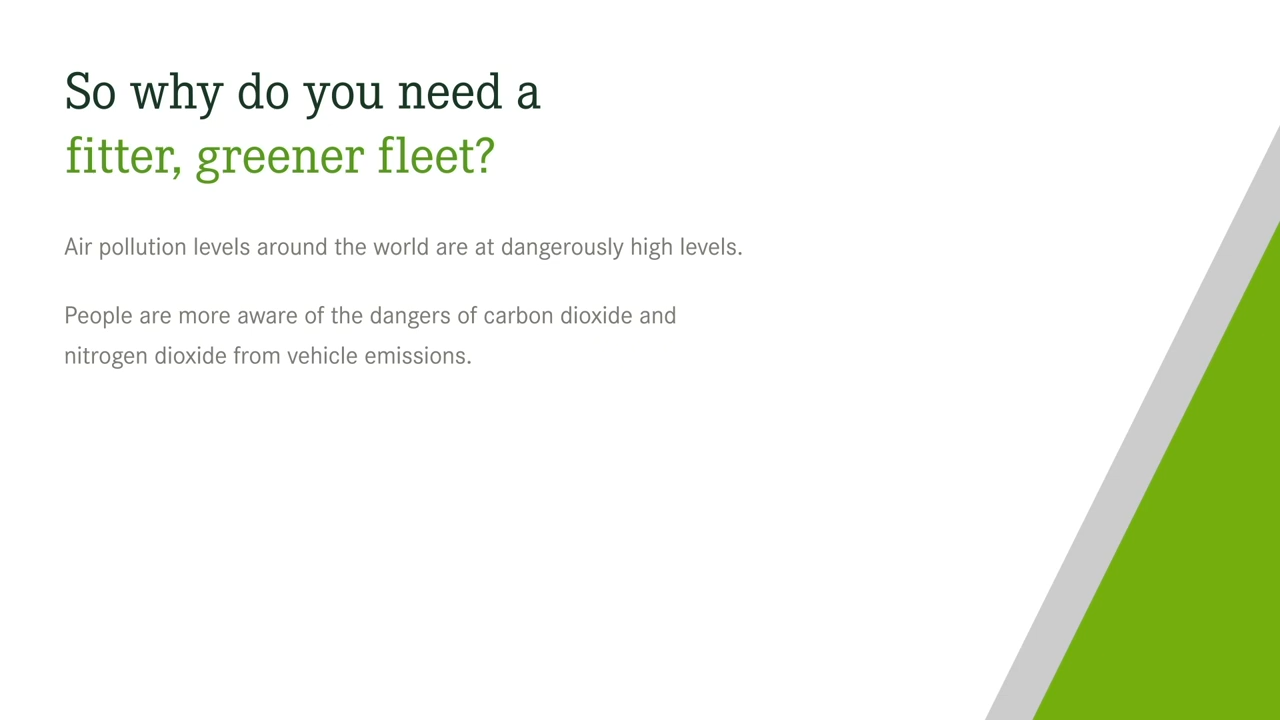 So why do you need a
fitter, greener fleet?
Air pollution levels around the world are at dangerously high levels.
People are more aware of the dangers of carbon dioxide and
nitrogen dioxide from vehicle emissions.